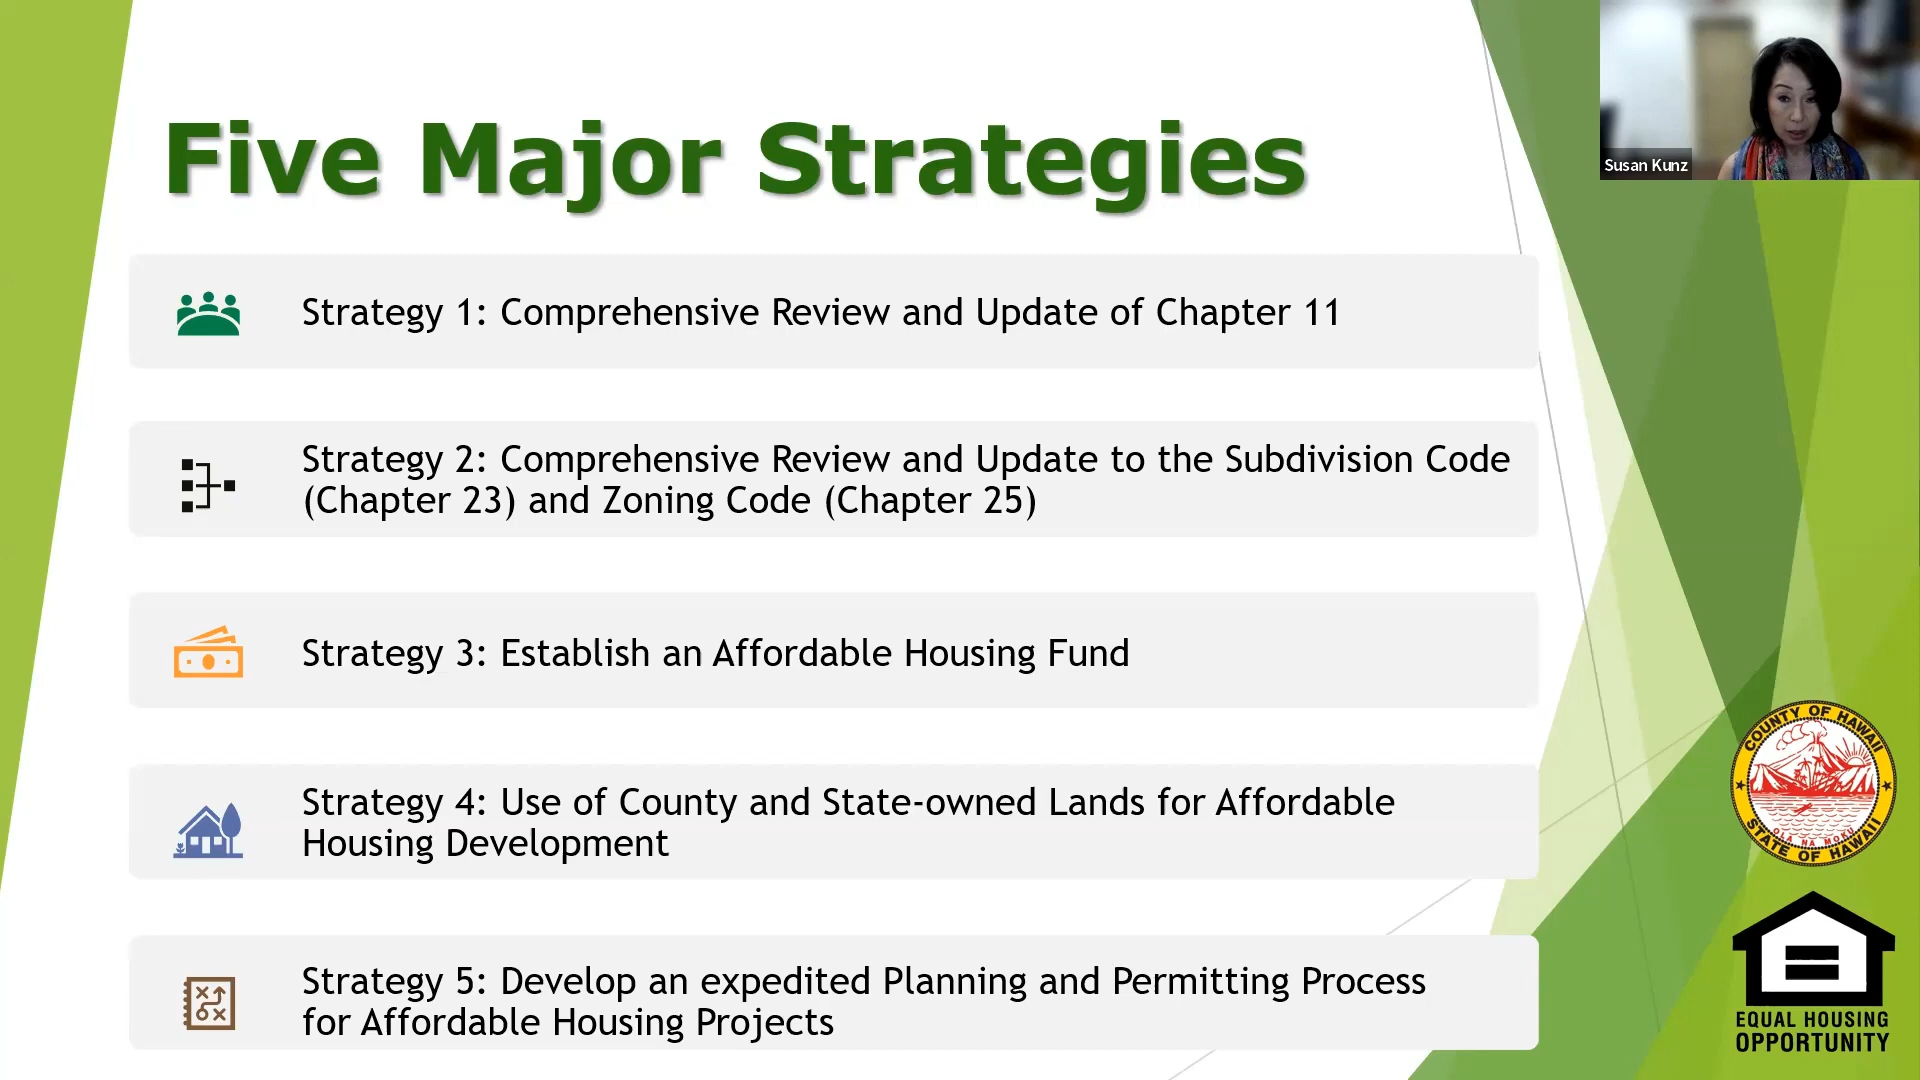 Five Major Strategies
Susan Kunz
Strategy 1: Comprehensive Review and Update of Chapter 11
Strategy 2: Comprehensive Review and Update to the Subdivision Code
(Chapter 23) and Zoning Code (Chapter 25)
Strategy 3: Establish an Affordable Housing Fund
Strategy 4: Use of County and State-owned Lands for Affordable
Housing Development
Strategy 5: Develop an expedited Planning and Permitting Process
for Affordable Housing Projects
COUNTY OF HAWAII
OLA NA MOKU
STATE OF HAWAII
EQUAL HOUSING
OPPORTUNITY